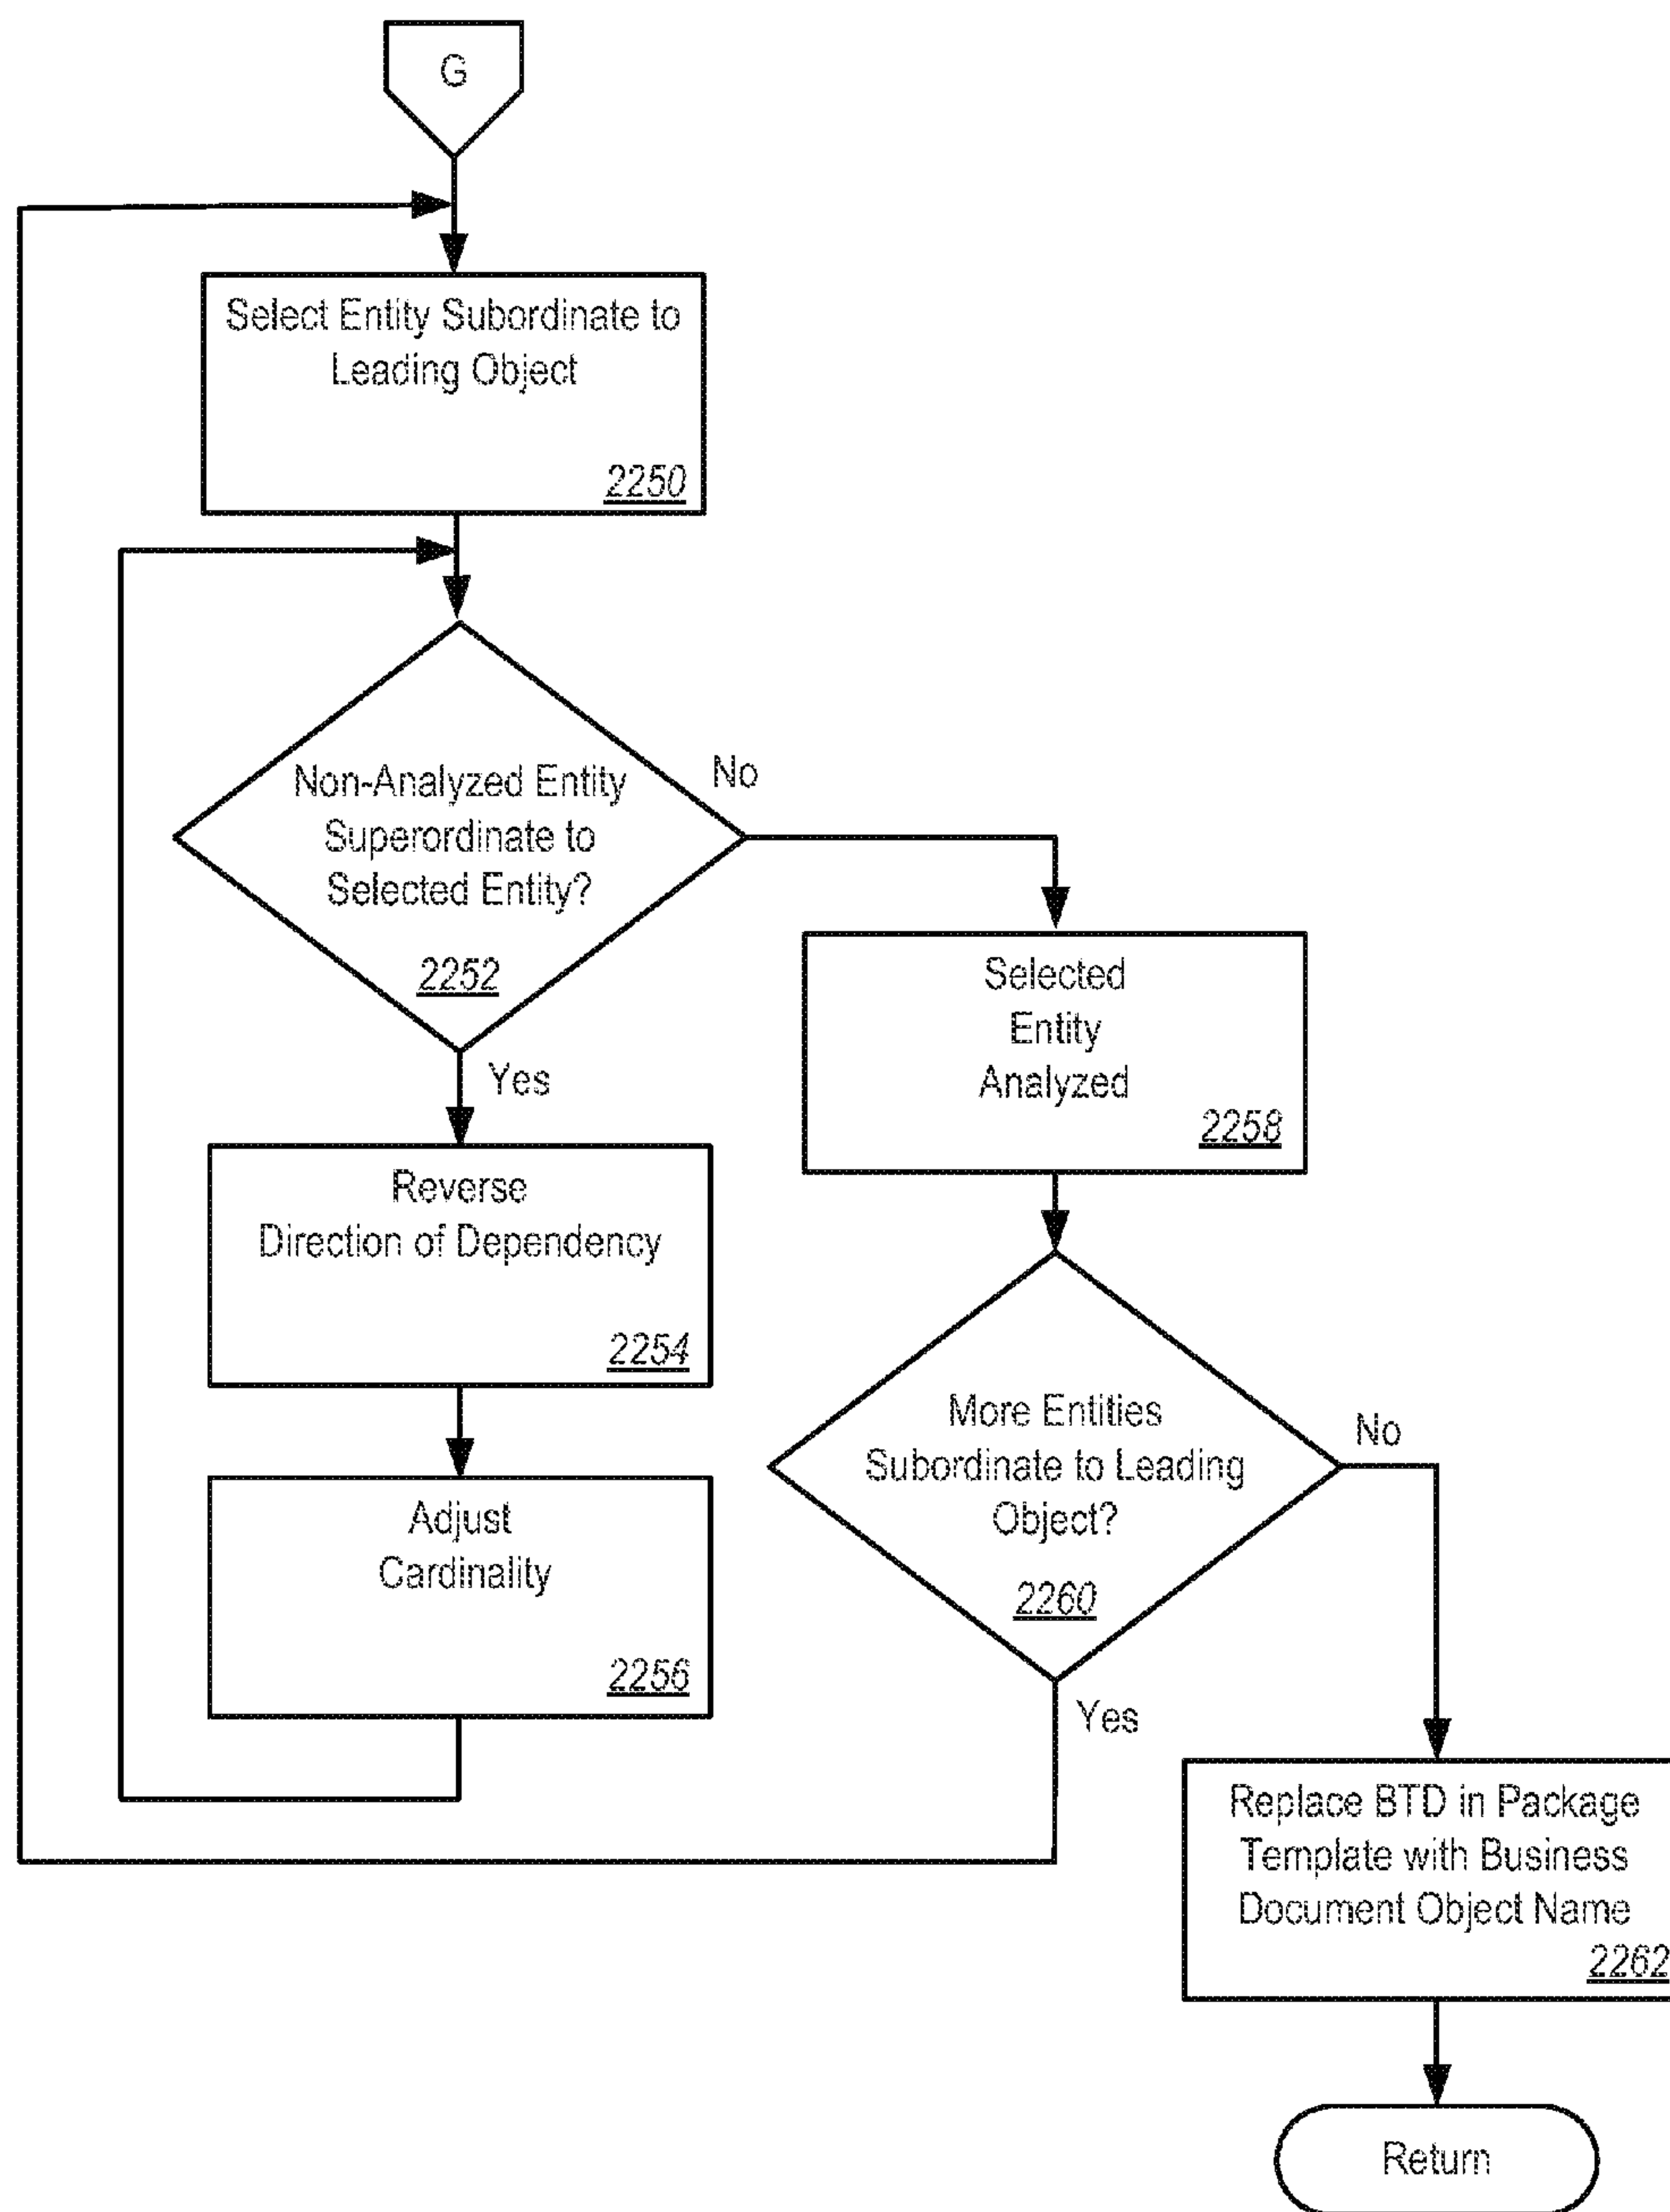 G
Select Entity Subordinate to
Leading Object
2250
Non-Analyzed Entity
Superordinate to
Selected Entity?
2252
No
Yes
Reverse
Direction of Dependency
2254
Adjust
Cardinality
2256
Selected
Entity
Analyzed
2258
More Entities
Subordinate to Leading
Object?
2260
No
Yes
Replace BTD in Package
Template with Business
Document Object Name
2262
Return